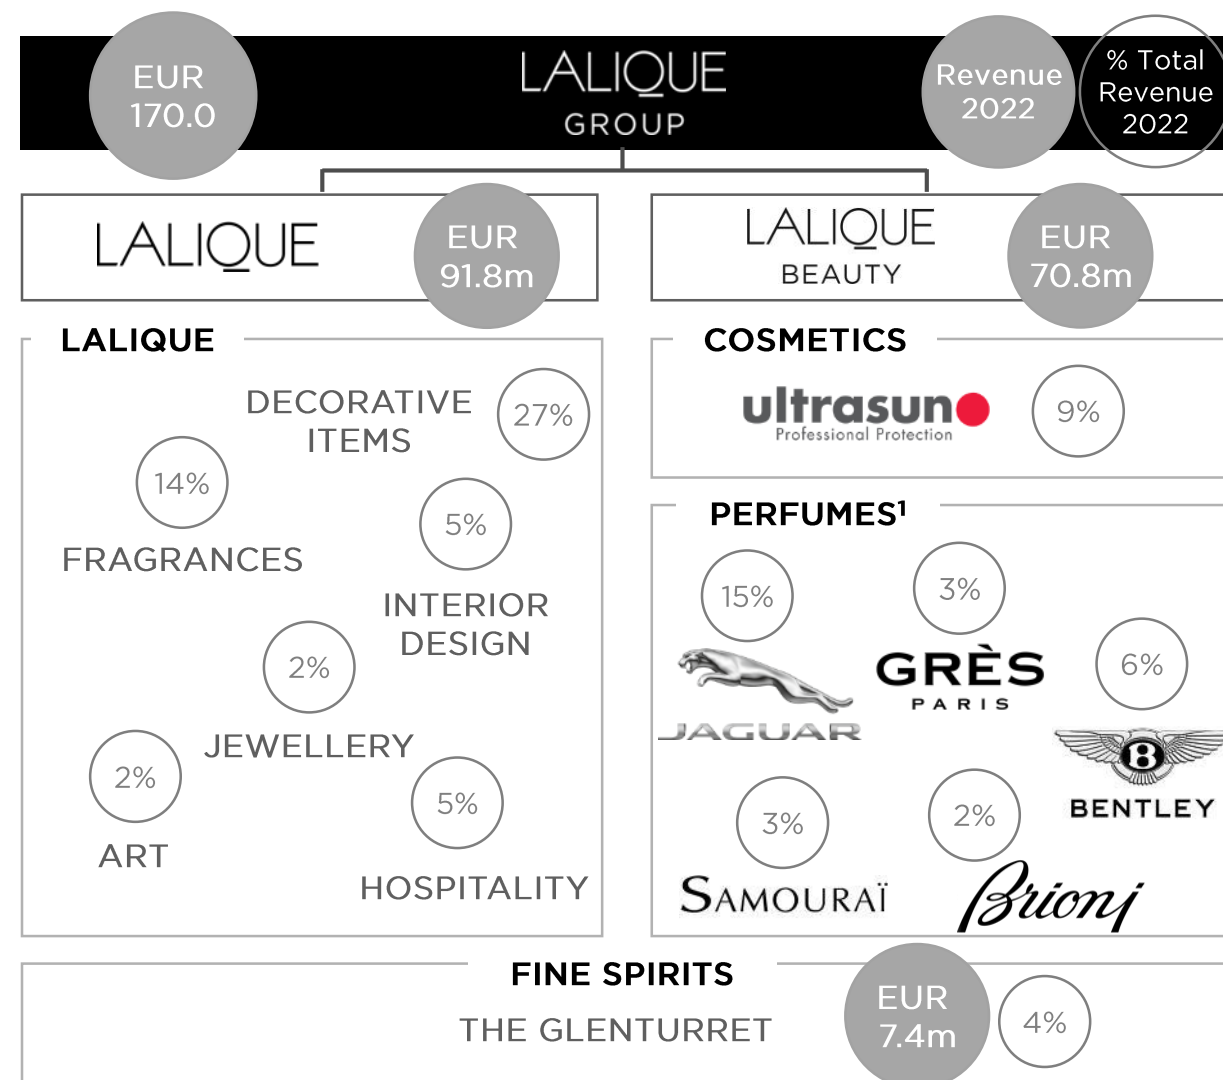 EUR
170.0
LALIQUE
GROUP
Revenue
2022
% Total
Revenue
2022
LALIQUE
EUR
91.8m
LALIQUE
BEAUTY
EUR
70.8m
LALIQUE
DECORATIVE
ITEMS
27%
14%
FRAGRANCES
5%
INTERIOR
DESIGN
2%
JEWELLERY
2%
ART
5%
HOSPITALITY
COSMETICS
ultrasun
Professional Protection
9%
PERFUMES¹
15%
JAGUAR
3%
GRÈS
PARIS
6%
B
BENTLEY
3%
SAMOURAÏ
2%
Brioni
FINE SPIRITS
THE GLENTURRET
EUR
7.4m
4%